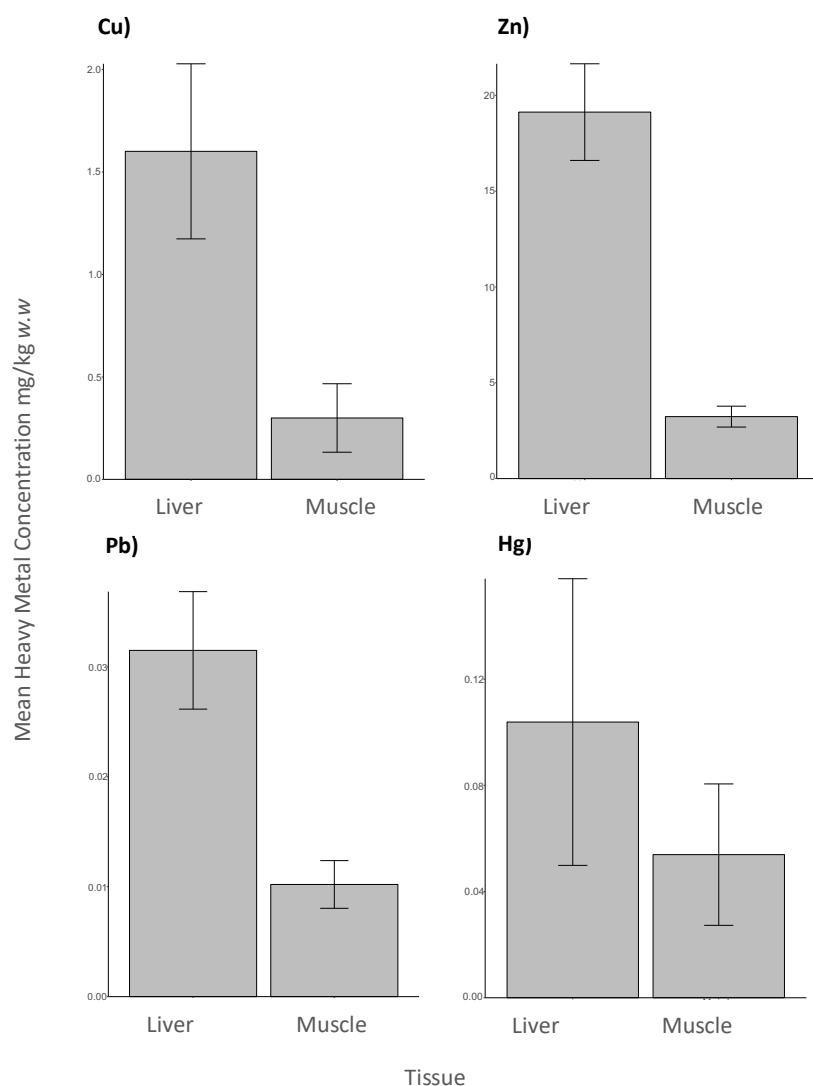 Cu)
2.0
1.5
1.0
0.5
0.0
Liver Muscle
Zn)
20
15
10
5
0
Liver Muscle
Pb)
0.03
0.02
0.01
0.00
Liver Muscle
Hg)
0.12
0.08
0.04
0.00
Liver Muscle
Mean Heavy Metal Concentration mg/kg w.w
Tissue